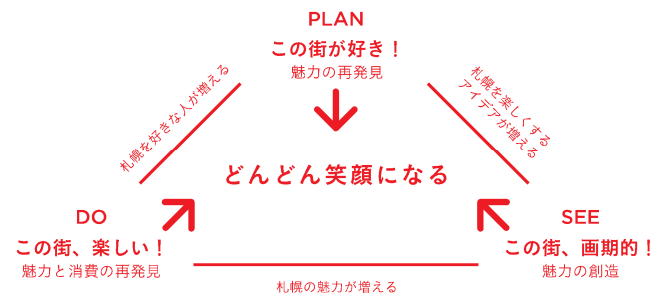 PLAN
この街が好き！
魅力の再発見
札幌を好きな人が増える
札幌を楽しくする
アイデアが増える
どんどん笑顔になる
DO
この街、楽しい！
魅力と消費の再発見
SEE
この街、画期的！
魅力の創造
札幌の魅力が増える